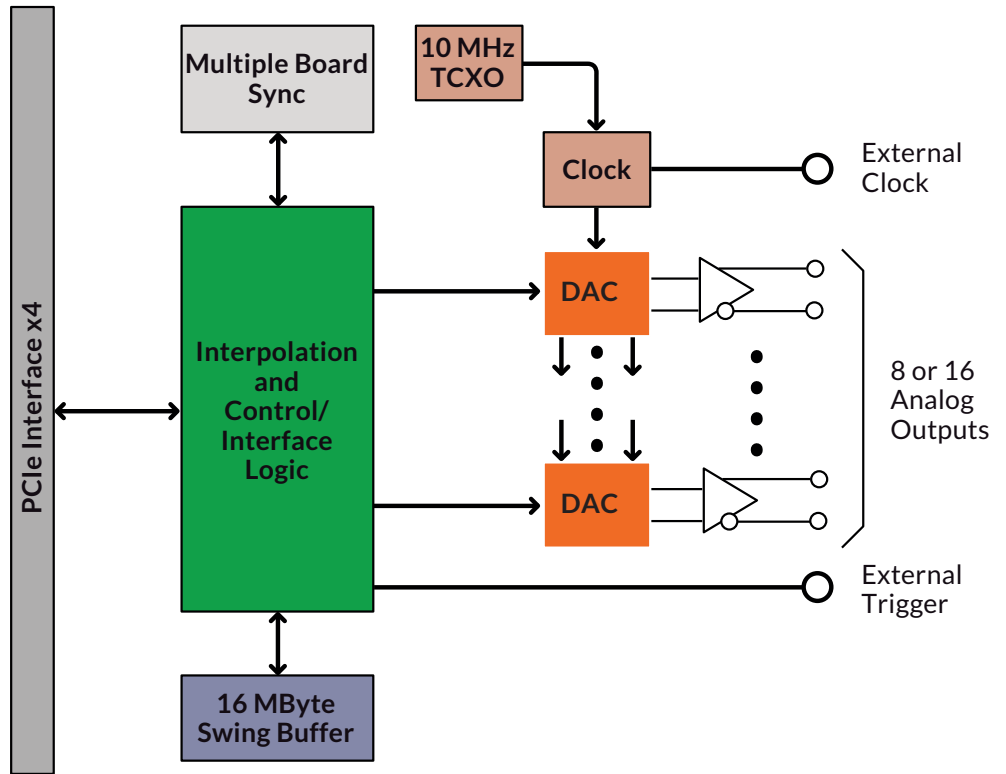 PCIe Interface x4
Multiple Board
Sync
10 MHz
TCXO
Clock
External
Clock
Interpolation
and
Control/
Interface
Logic
DAC
DAC
8 or 16
Analog
Outputs
External
Trigger
16 MByte
Swing Buffer